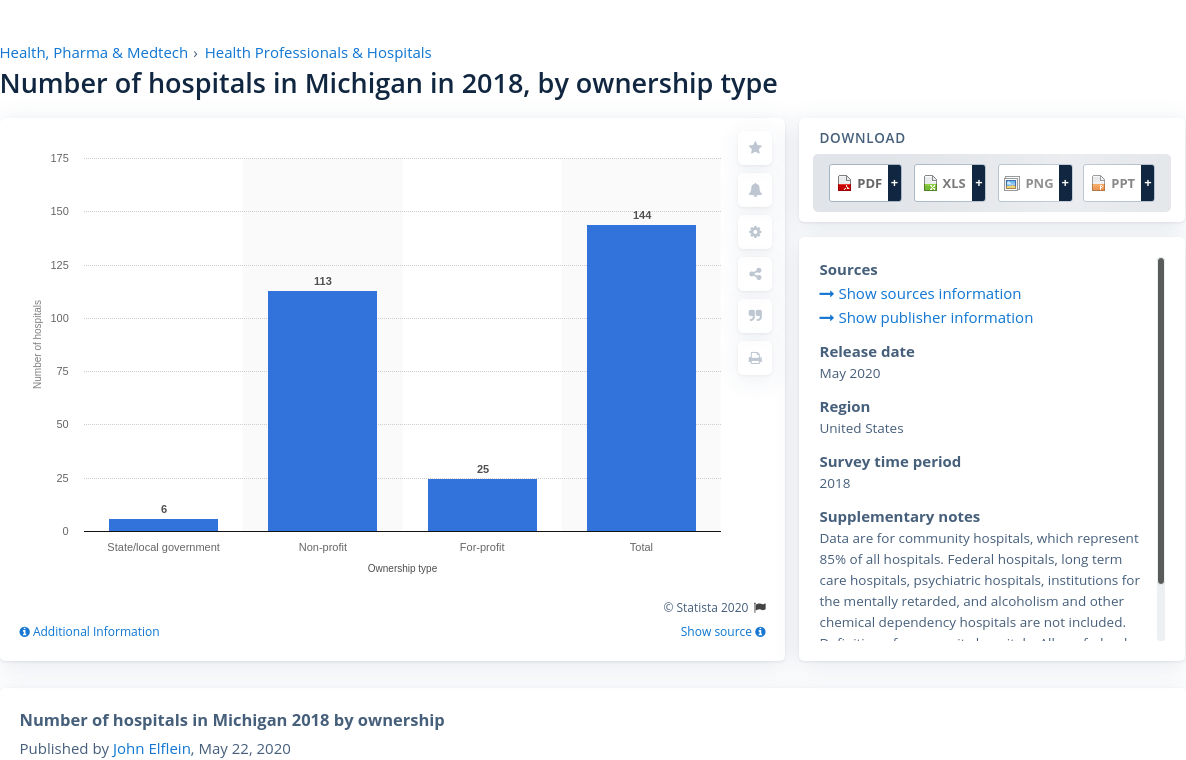 Health, Pharma & Medtech › Health Professionals & Hospitals
Number of hospitals in Michigan in 2018, by ownership type
175
150
125
100
75
50
25
0
Number of hospitals
6
113
25
144
State/local government
Non-profit
For-profit
Total
Ownership type
© Statista 2020
Additional Information
Show source
DOWNLOAD
PDF +
XLS +
PNG +
PPT +
Sources
Show sources information
Show publisher information
Release date
May 2020
Region
United States
Survey time period
2018
Supplementary notes
Data are for community hospitals, which represent
85% of all hospitals. Federal hospitals, long term
care hospitals, psychiatric hospitals, institutions for
the mentally retarded, and alcoholism and other
chemical dependency hospitals are not included.
Number of hospitals in Michigan 2018 by ownership
Published by John Elflein, May 22, 2020